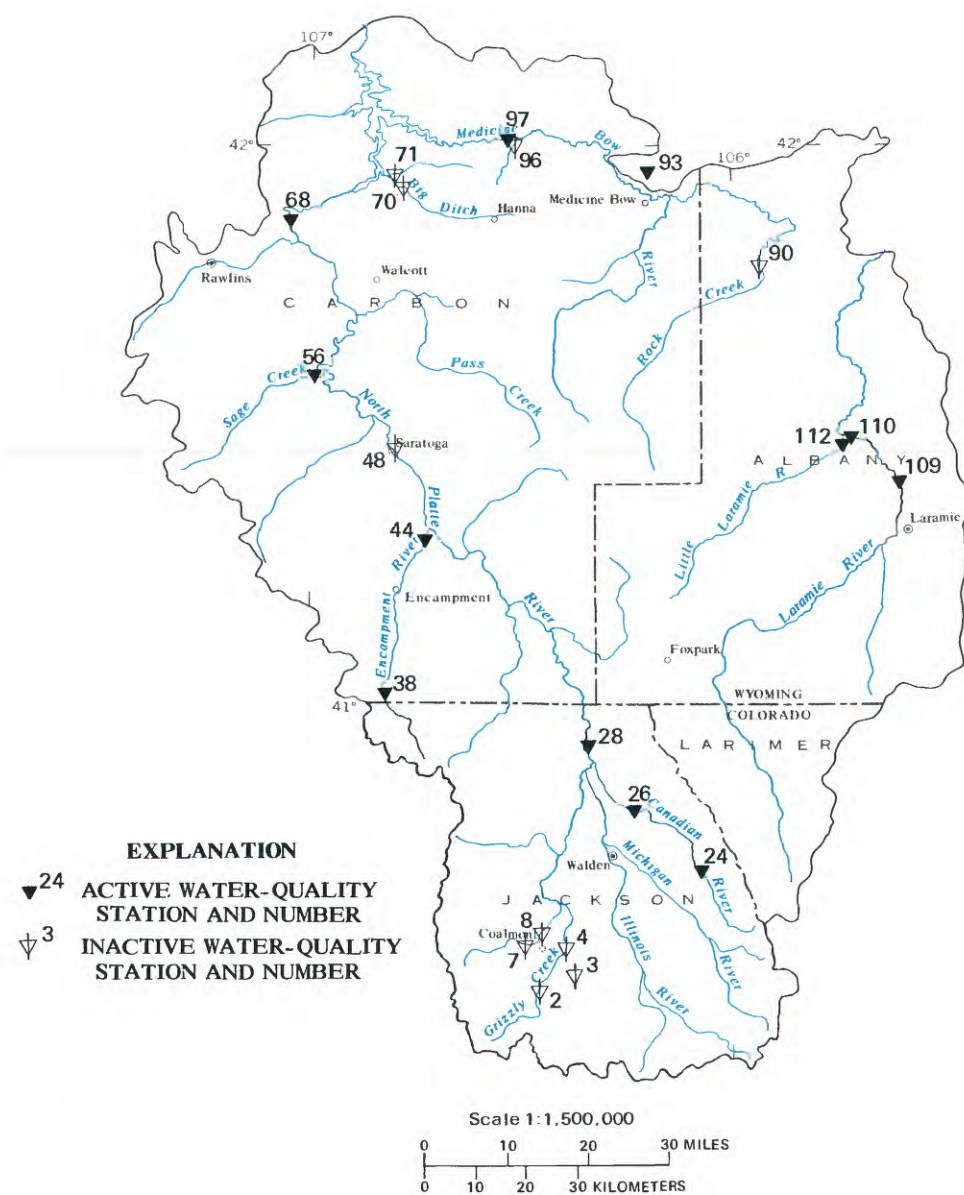 107°
97
Medicine
Bow
42°
96
71
93
106°
42°
70
Big
Ditch
Hanna
Medicine Bow
68
River
90
Rawlins
Walcott
Creek
CARBON
Rock
56
Pass
Creek
Sage
Creek
North
Saratoga
48
112
110
ALBANY
109
Platte
R
Laramie
Little
Laramie
44
River
River
Laramie
Encampment
River
Encampment
Foxpark
38
41°
WYOMING
COLORADO
28
LARIMER
26
Canadian
24
River
Walden
Michigan
River
JACKSON
8
Coalmont
4
7
Creek
3
2
Grizzly
Illinois
River
EXPLANATION
24 ACTIVE WATER-QUALITY
STATION AND NUMBER
3 INACTIVE WATER-QUALITY
STATION AND NUMBER
Scale 1:1,500,000
0 10 20 30 MILES
0 10 20 30 KILOMETERS